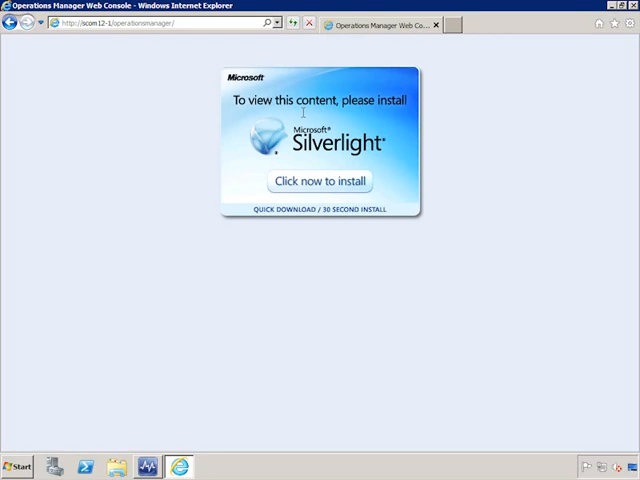 Operations Manager Web Console - Windows Internet Explorer
http://scom12-1/operationsmanager/
Operations Manager Web Co...
Microsoft
To view this content, please install
Microsoft®
Silverlight®
Click now to install
QUICK DOWNLOAD / 30 SECOND INSTALL
Start